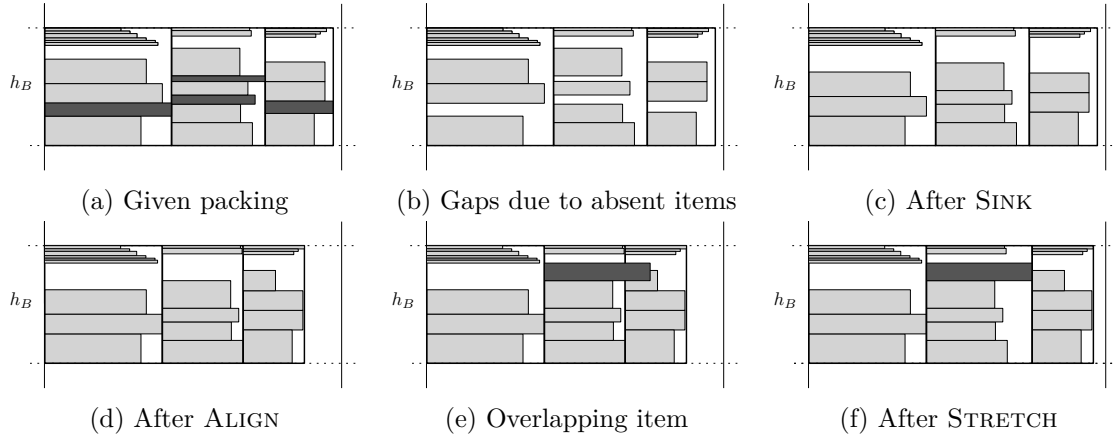 h_B
h_B
h_B
(a) Given packing
(b) Gaps due to absent items
(c) After SINK
h_B
h_B
h_B
(d) After ALIGN
(e) Overlapping item
(f) After STRETCH